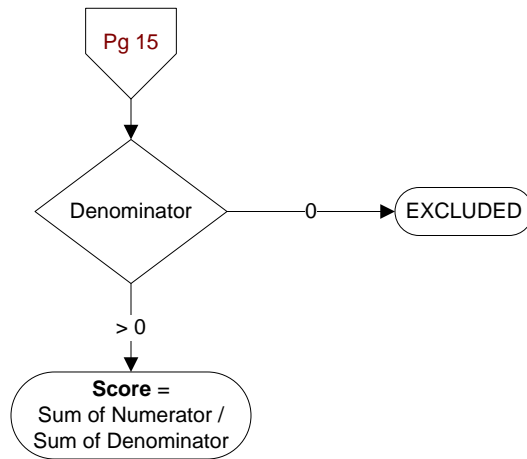 Pg 15
Denominator
0
EXCLUDED
> 0
Score =
Sum of Numerator /
Sum of Denominator